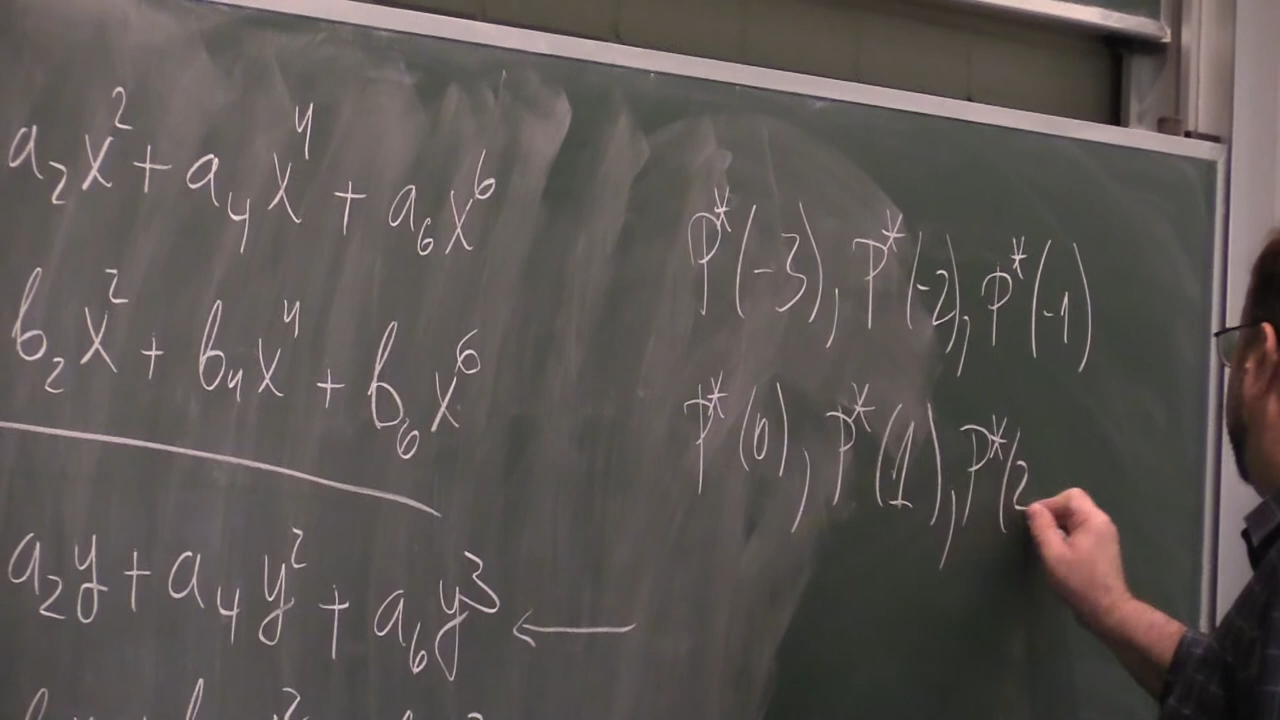 a₂x² + a₄x⁴ + a₆x⁶
b₂x² + b₄x⁴ + b₆x⁶
a₂y + a₄y² + a₆y³ ←
P*(-3), P*(-2), P*(-1)
P*(0), P*(1), P*(2